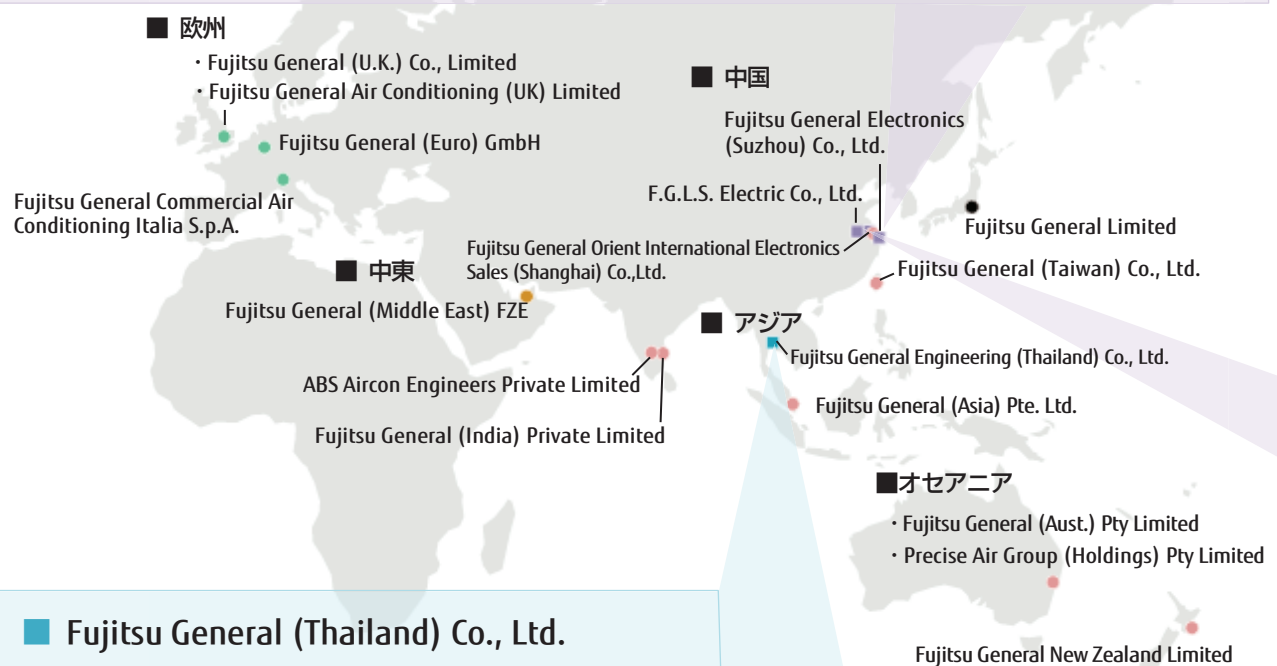 ■ 欧州
・Fujitsu General (U.K.) Co., Limited
・Fujitsu General Air Conditioning (UK) Limited
Fujitsu General (Euro) GmbH
Fujitsu General Commercial Air
Conditioning Italia S.p.A.
■ 中国
Fujitsu General Electronics
(Suzhou) Co., Ltd.
F.G.L.S. Electric Co., Ltd.
Fujitsu General Orient International Electronics
Sales (Shanghai) Co.,Ltd.
Fujitsu General Limited
Fujitsu General (Taiwan) Co., Ltd.
■ 中東
Fujitsu General (Middle East) FZE
■ アジア
Fujitsu General Engineering (Thailand) Co., Ltd.
ABS Aircon Engineers Private Limited
Fujitsu General (Asia) Pte. Ltd.
Fujitsu General (India) Private Limited
■オセアニア
・Fujitsu General (Aust.) Pty Limited
・Precise Air Group (Holdings) Pty Limited
Fujitsu General New Zealand Limited
■ Fujitsu General (Thailand) Co., Ltd.